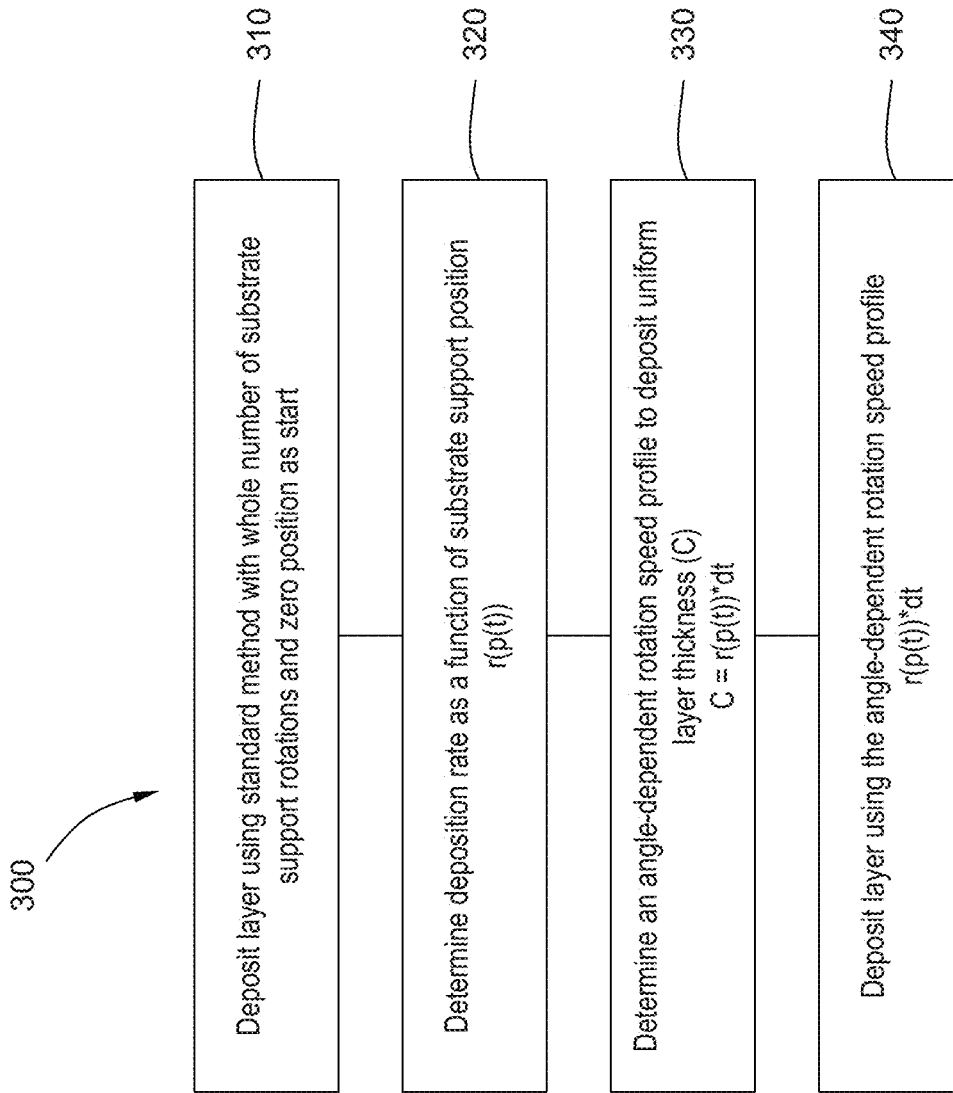 300
Deposit layer using standard method with whole number of substrate
support rotations and zero position as start
310
Determine deposition rate as a function of substrate support position
r(p(t))
320
Determine an angle-dependent rotation speed profile to deposit uniform
layer thickness (C)
C = r(p(t))*dt
330
Deposit layer using the angle-dependent rotation speed profile
r(p(t))*dt
340